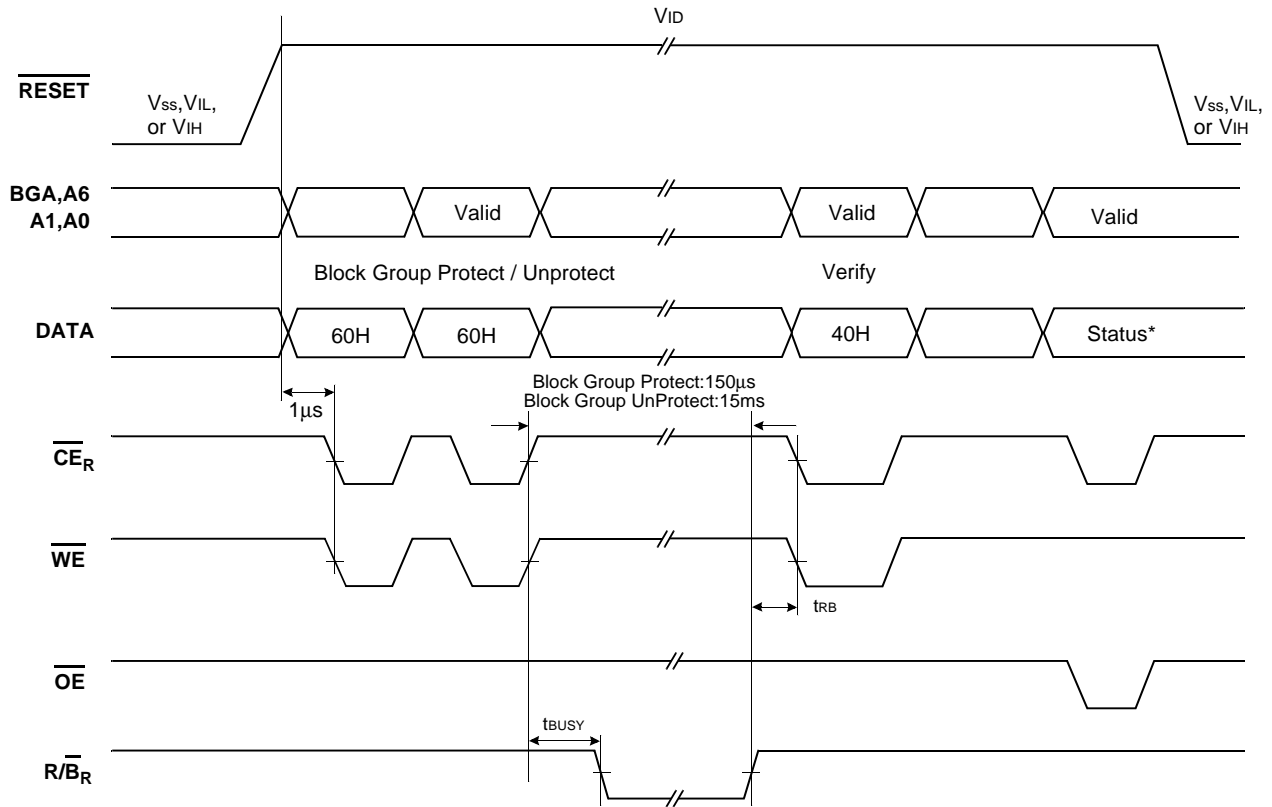 VID
RESET
Vss,VIL,
or VIH
Vss,VIL,
or VIH
BGA,A6
A1,A0
Valid
Valid
Valid
Block Group Protect / Unprotect
Verify
DATA
60H
60H
40H
Status*
Block Group Protect:150µs
Block Group UnProtect:15ms
1µs
CER
WE
tRB
OE
tBUSY
R/BR